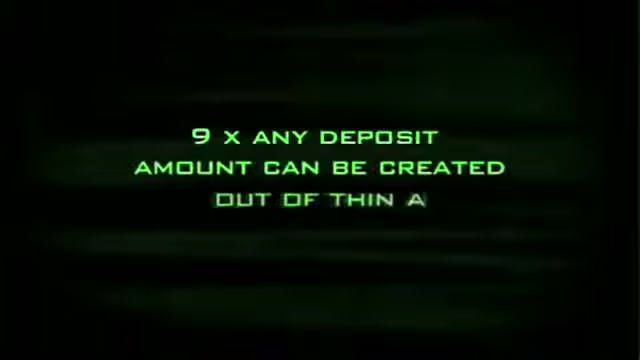 9 X ANY DEPOSIT
AMOUNT CAN BE CREATED
OUT OF THIN A